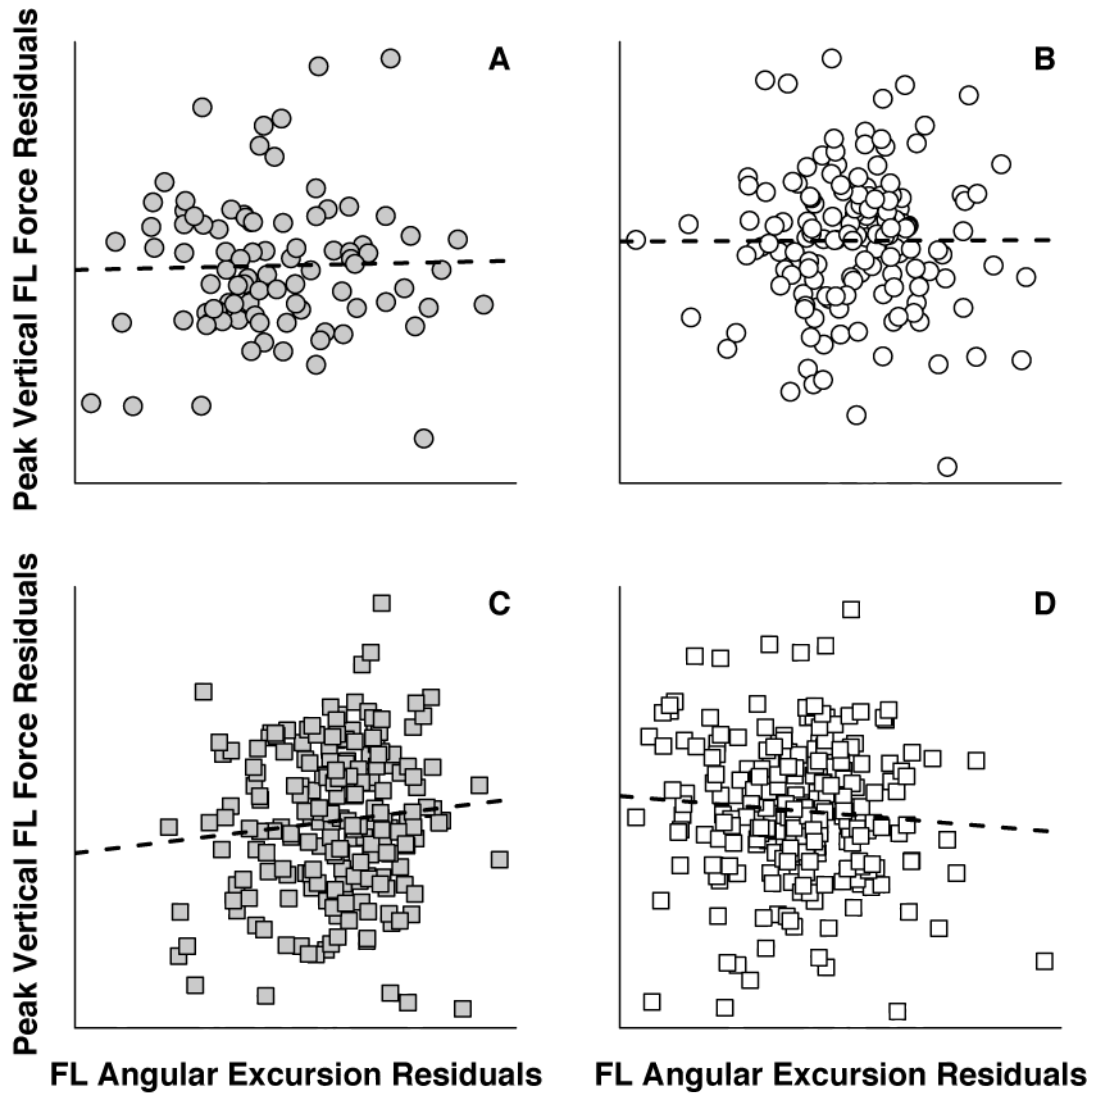 Peak Vertical FL Force Residuals
A
B
Peak Vertical FL Force Residuals
C
D
FL Angular Excursion Residuals
FL Angular Excursion Residuals